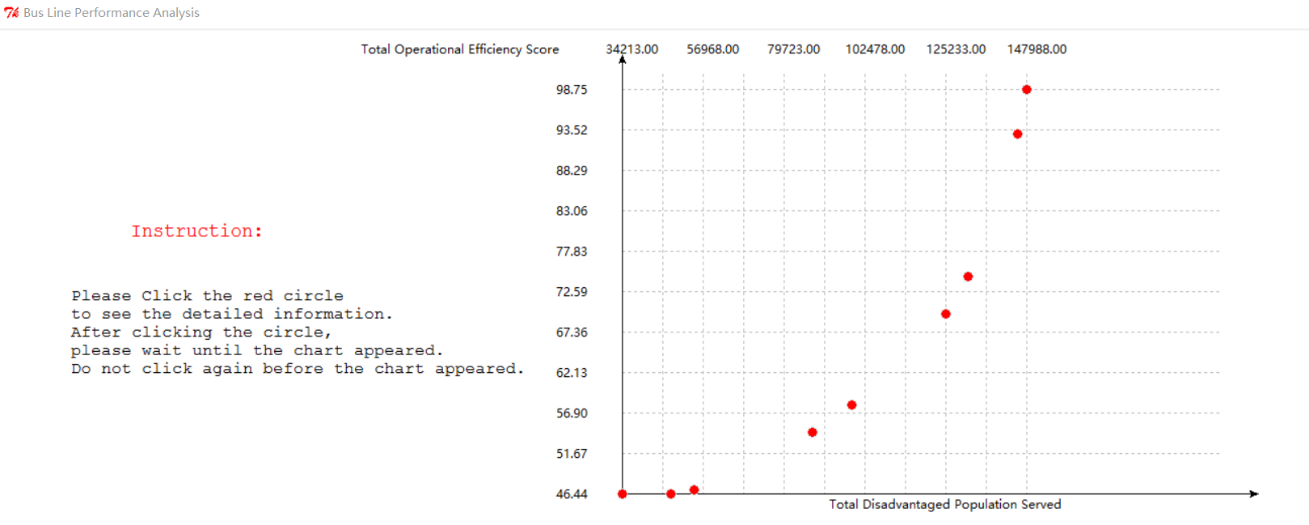 Bus Line Performance Analysis
Total Operational Efficiency Score
34213.00 56968.00 79723.00 102478.00 125233.00 147988.00
98.75
93.52
88.29
83.06
77.83
72.59
67.36
62.13
56.90
51.67
46.44
Total Disadvantaged Population Served
Instruction:
Please Click the red circle
to see the detailed information.
After clicking the circle,
please wait until the chart appeared.
Do not click again before the chart appeared.